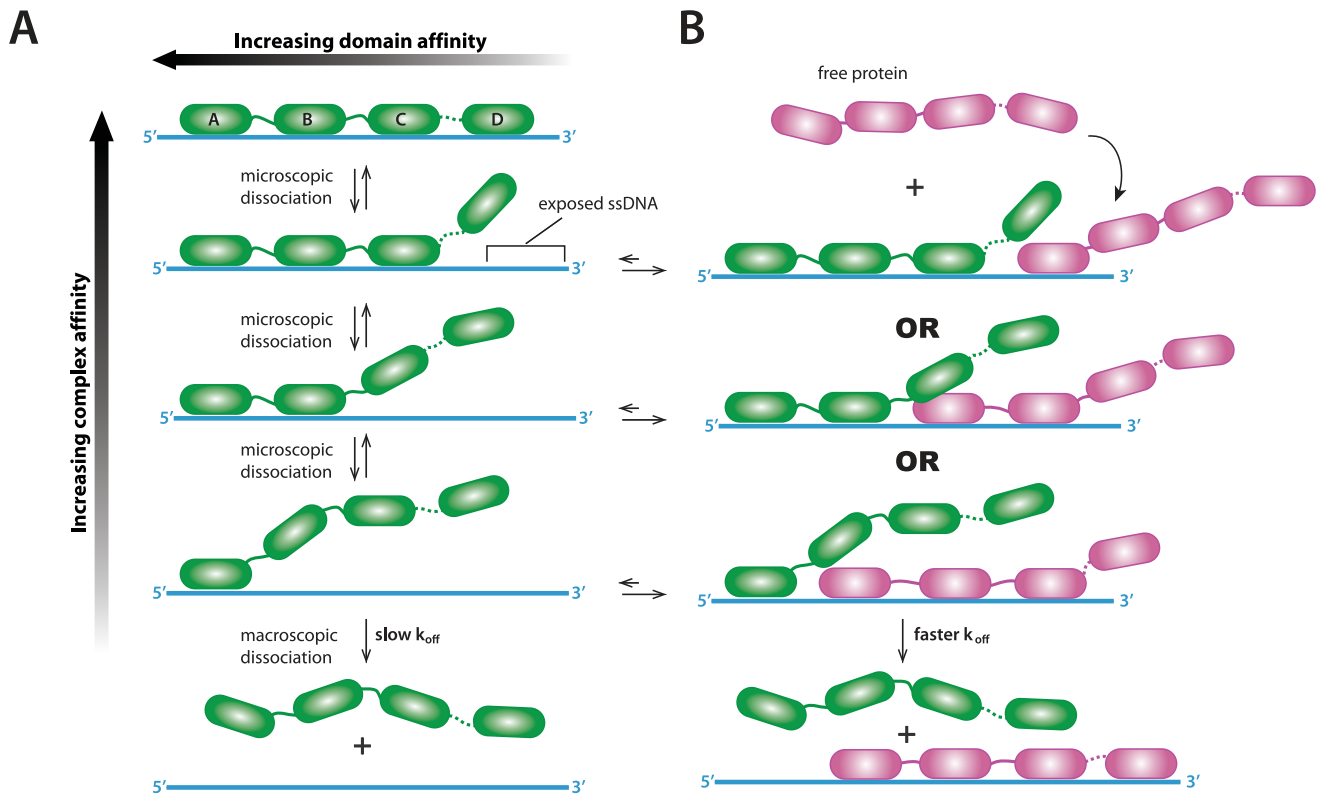 A
B
Increasing domain affinity
free protein
A
B
C
D
5′
3′
microscopic
dissociation
exposed ssDNA
+
5′
3′
5′
3′
Increasing complex affinity
microscopic
dissociation
OR
5′
3′
5′
3′
microscopic
dissociation
OR
5′
3′
5′
3′
macroscopic
dissociation
slow koff
faster koff
+
+
5′
3′
5′
3′